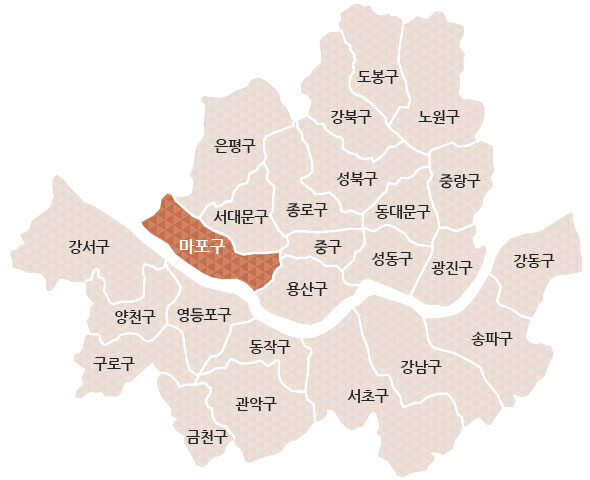 도봉구
강북구
노원구
은평구
성북구
중랑구
서대문구
종로구
동대문구
마포구
강서구
중구
성동구
광진구
강동구
용산구
양천구
영등포구
송파구
동작구
구로구
강남구
서초구
관악구
금천구